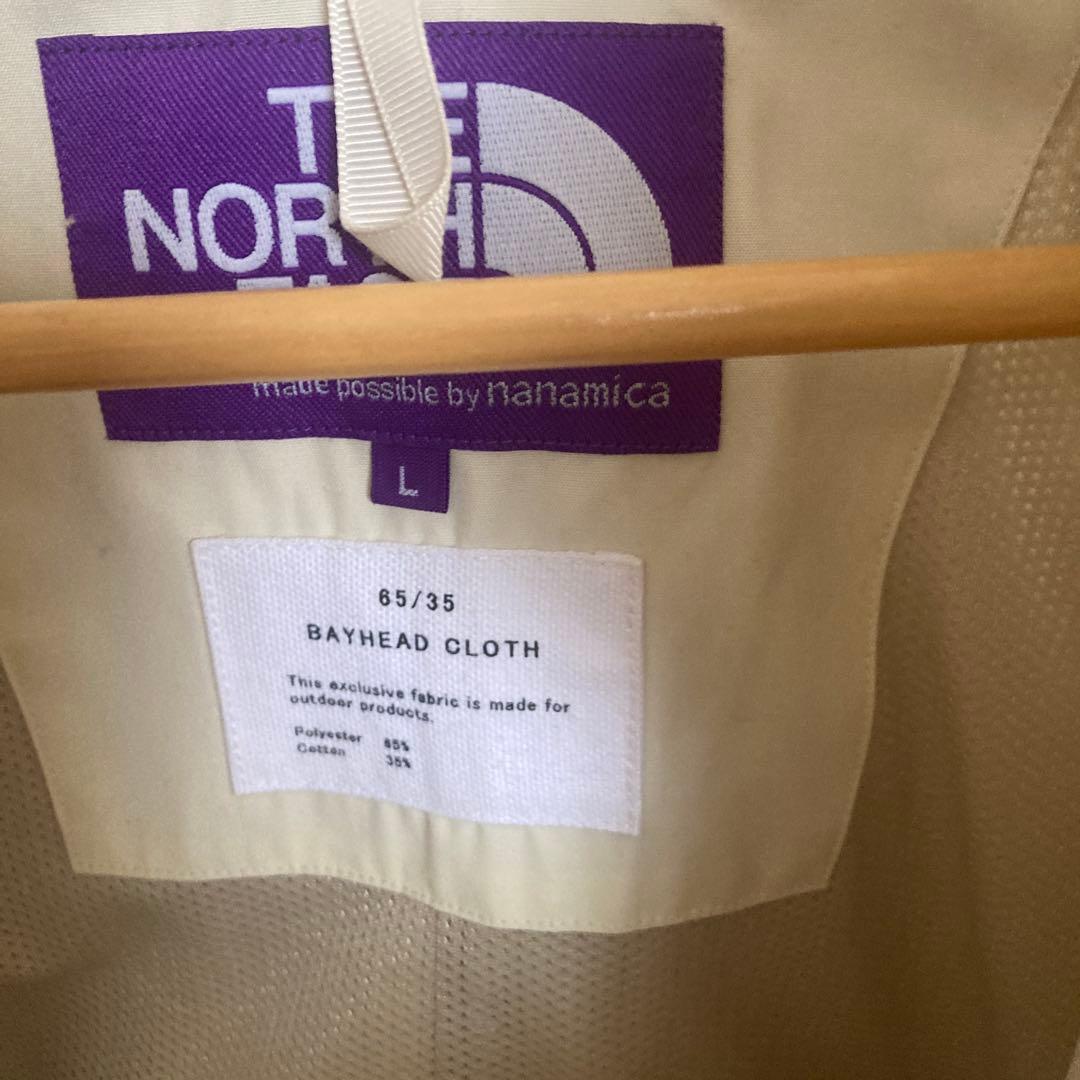 THE
NORTH
FACE
made possible by nanamica
L
65/35
BAYHEAD CLOTH
This exclusive fabric is made for
outdoor products.
Polyester 65%
Cotton 35%